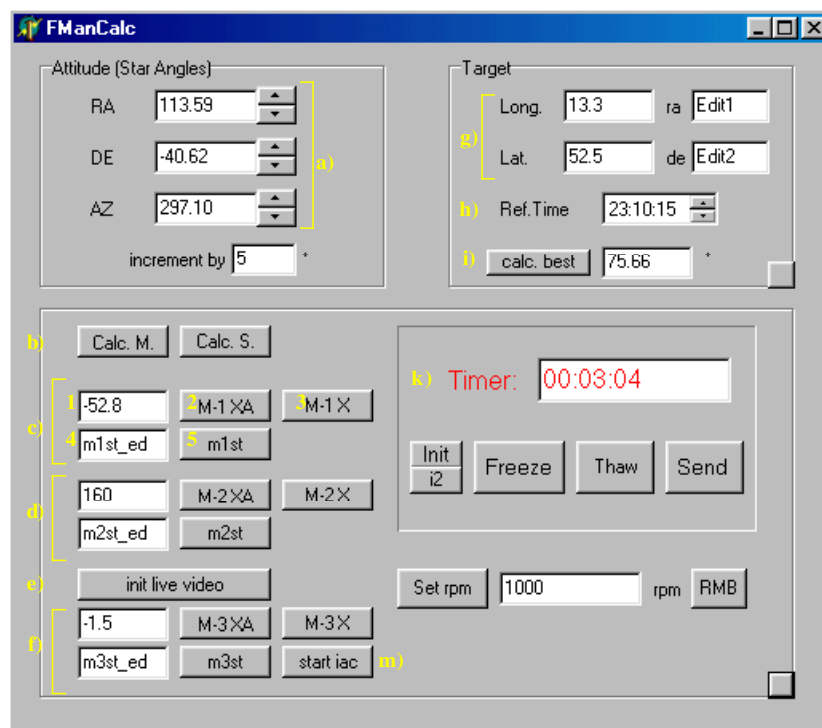 FManCalc
Attitude (Star Angles)
RA 113.59
DE -40.62
a)
AZ 297.10
increment by 5 °
Target
g)
Long. 13.3 ra Edit1
Lat. 52.5 de Edit2
h) Ref.Time 23:10:15
i) calc. best 75.66 °
b) Calc. M. Calc. S.
c)
1 -52.8 2 M-1 XA 3 M-1 X
4 m1st_ed 5 m1st
d)
160 M-2 XA M-2 X
m2st_ed m2st
e) init live video
f)
-1.5 M-3 XA M-3 X
m3st_ed m3st start iac m)
k) Timer: 00:03:04
Init
i2
Freeze Thaw Send
Set rpm 1000 rpm RMB